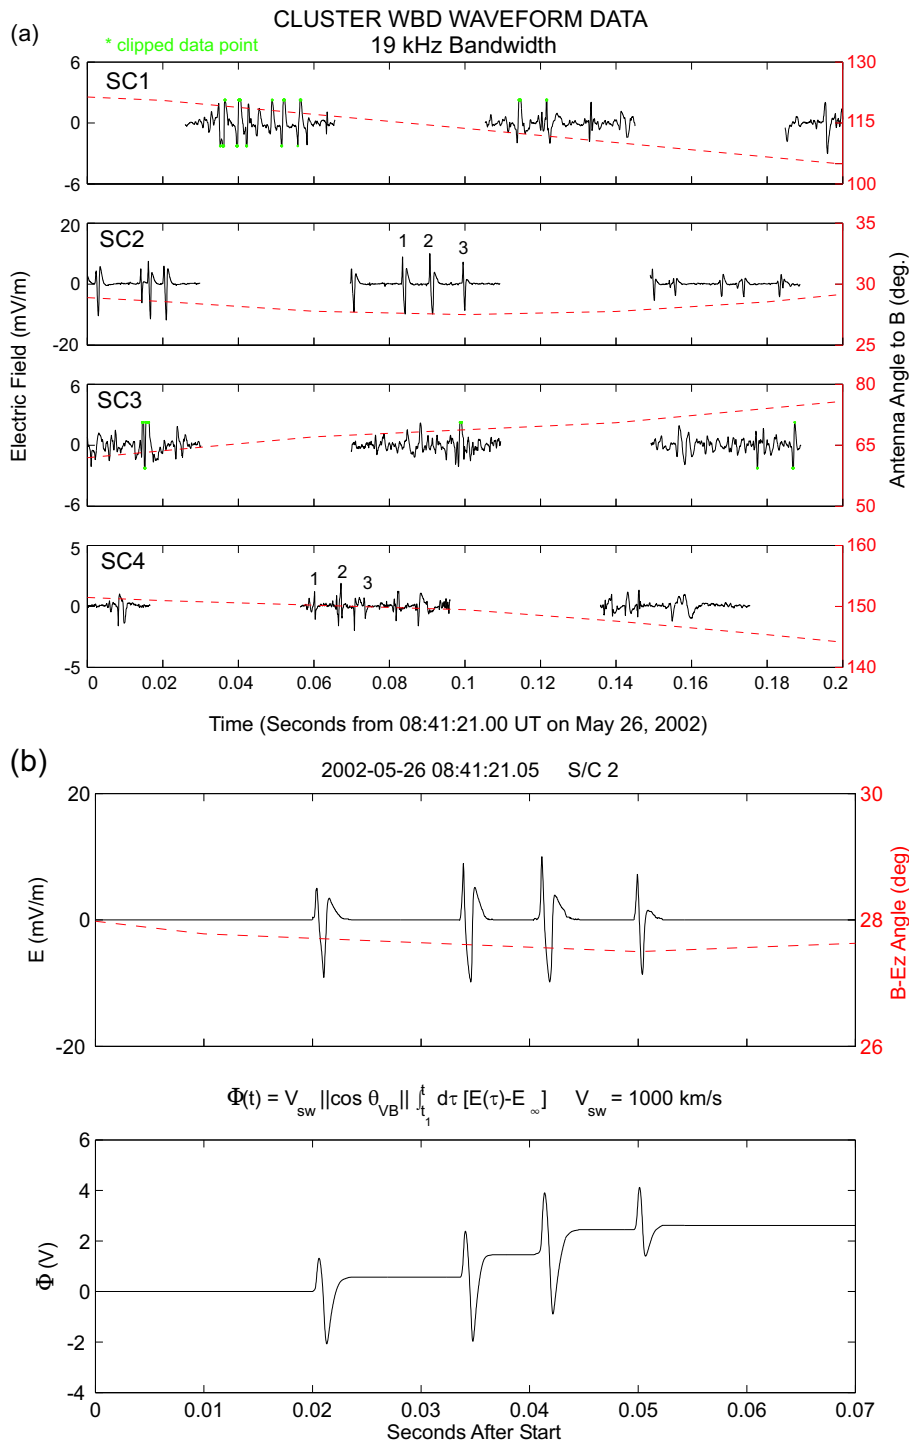 (a)
CLUSTER WBD WAVEFORM DATA
* clipped data point
19 kHz Bandwidth
SC1
6
0
-6
130
115
100
SC2
1 2 3
20
0
-20
35
30
25
SC3
6
0
-6
80
65
50
SC4
1 2 3
5
0
-5
160
150
140
Electric Field (mV/m)
Antenna Angle to B (deg.)
0 0.02 0.04 0.06 0.08 0.1 0.12 0.14 0.16 0.18 0.2
Time (Seconds from 08:41:21.00 UT on May 26, 2002)
(b)
2002-05-26 08:41:21.05 S/C 2
20
0
-20
E (mV/m)
30
28
26
B-Ez Angle (deg)
Φ(t) = V_sw ||cos θ_VB|| ∫_t₁^t dτ [E(τ)-E_∞] V_sw = 1000 km/s
6
4
2
0
-2
-4
Φ (V)
0 0.01 0.02 0.03 0.04 0.05 0.06 0.07
Seconds After Start